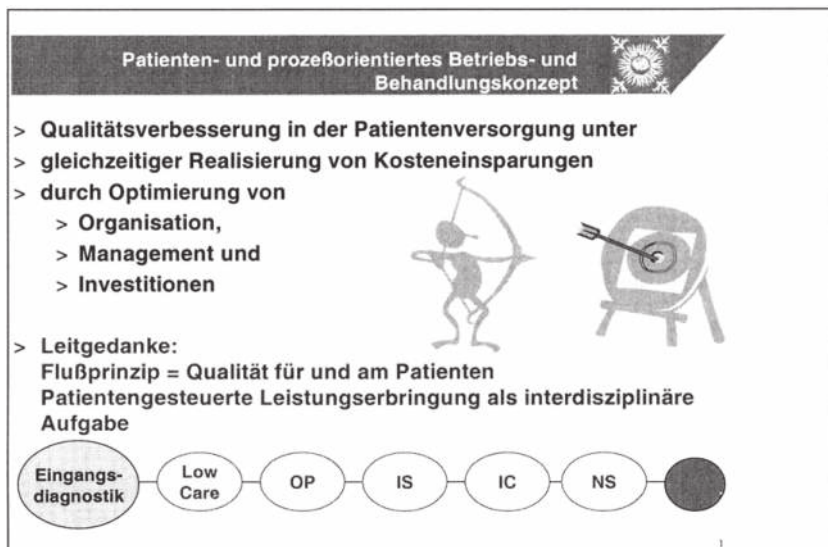 Patienten- und prozeßorientiertes Betriebs- und
Behandlungskonzept
> Qualitätsverbesserung in der Patientenversorgung unter
> gleichzeitiger Realisierung von Kosteneinsparungen
> durch Optimierung von
> Organisation,
> Management und
> Investitionen
> Leitgedanke:
Flußprinzip = Qualität für und am Patienten
Patientengesteuerte Leistungserbringung als interdisziplinäre
Aufgabe
Eingangs-
diagnostik
Low
Care
OP
IS
IC
NS
1